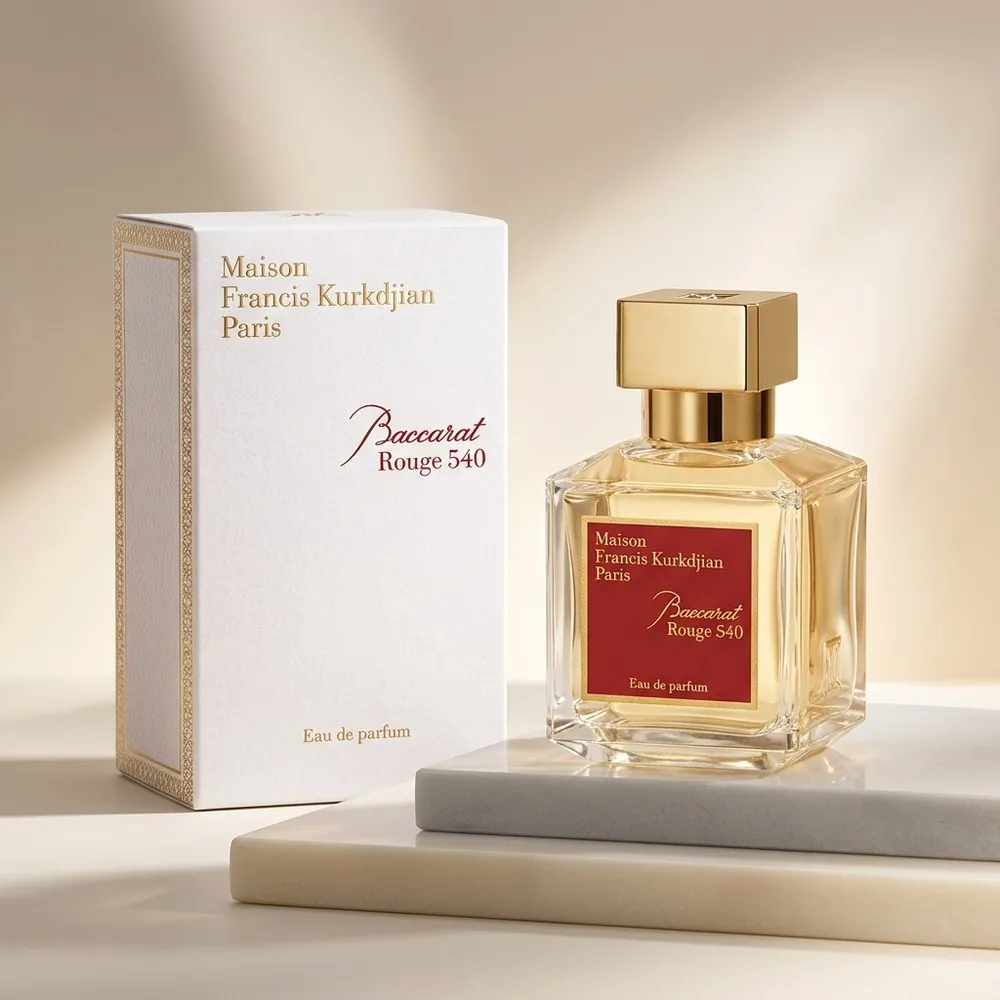 Maison
Francis Kurkdjian
Paris
Baccarat
Rouge 540
Eau de parfum
Maison
Francis Kurkdjian
Paris
Baccarat
Rouge S40
Eau de parfum